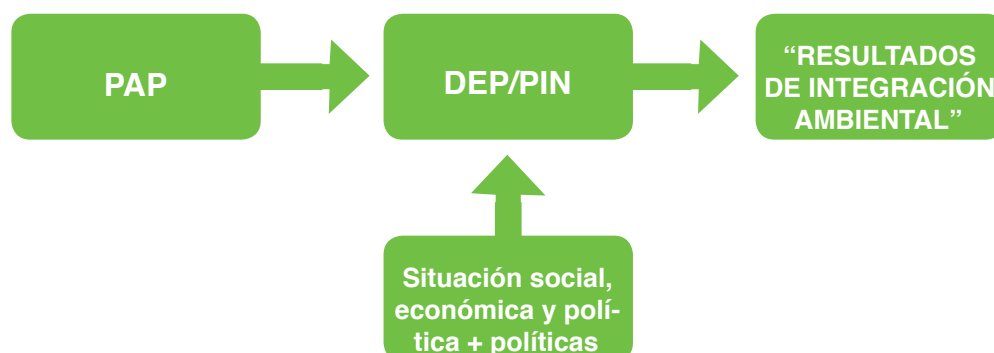 PAP
DEP/PIN
“RESULTADOS
DE INTEGRACIÓN
AMBIENTAL”
Situación social,
económica y polí-
tica + políticas